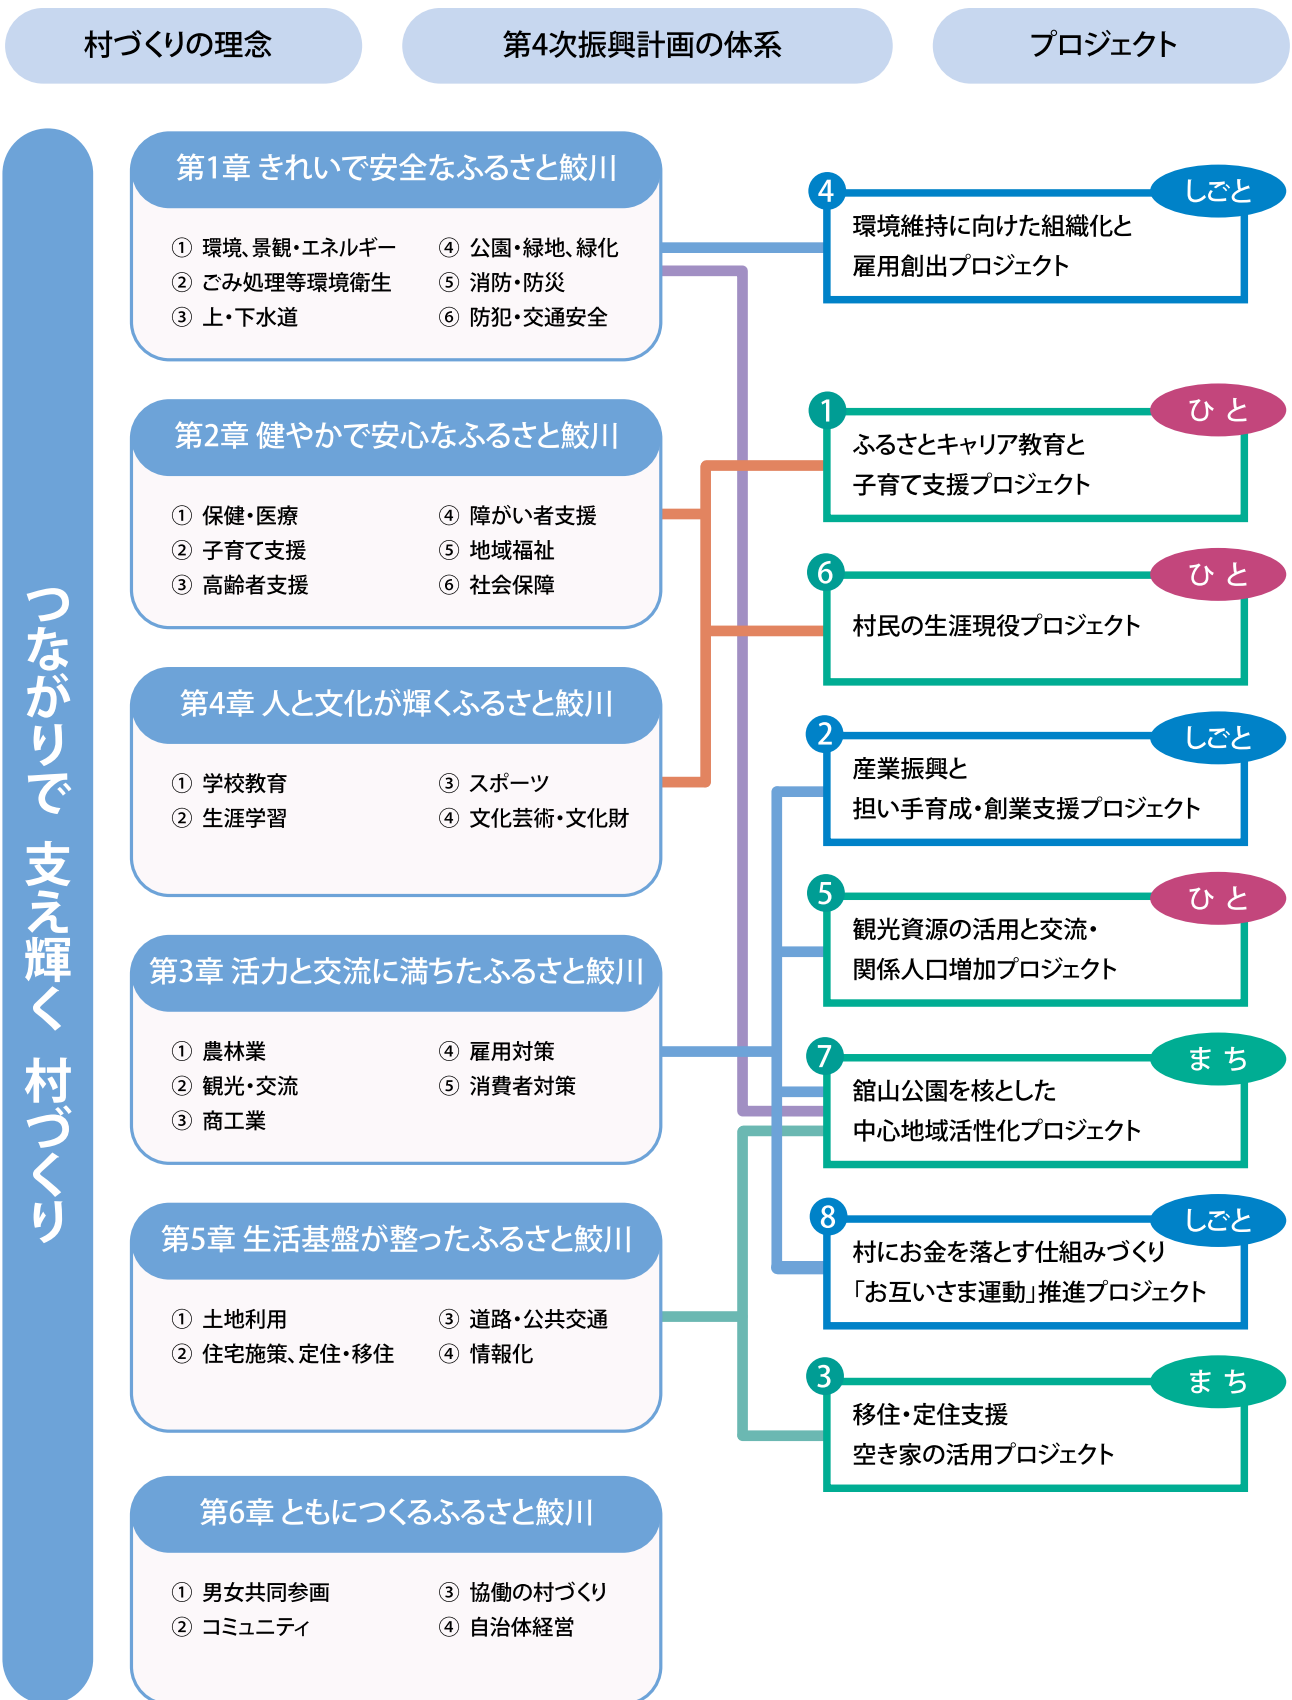 村づくりの理念
第4次振興計画の体系
プロジェクト
つながりで 支え輝く 村づくり
第1章 きれいで安全なふるさと鮫川
① 環境、景観・エネルギー
② ごみ処理等環境衛生
③ 上・下水道
④ 公園・緑地、緑化
⑤ 消防・防災
⑥ 防犯・交通安全
第2章 健やかで安心なふるさと鮫川
① 保健・医療
② 子育て支援
③ 高齢者支援
④ 障がい者支援
⑤ 地域福祉
⑥ 社会保障
第4章 人と文化が輝くふるさと鮫川
① 学校教育
② 生涯学習
③ スポーツ
④ 文化芸術・文化財
第3章 活力と交流に満ちたふるさと鮫川
① 農林業
② 観光・交流
③ 商工業
④ 雇用対策
⑤ 消費者対策
第5章 生活基盤が整ったふるさと鮫川
① 土地利用
② 住宅施策、定住・移住
③ 道路・公共交通
④ 情報化
第6章 ともにつくるふるさと鮫川
① 男女共同参画
② コミュニティ
③ 協働の村づくり
④ 自治体経営
4
しごと
環境維持に向けた組織化と
雇用創出プロジェクト
1
ひと
ふるさとキャリア教育と
子育て支援プロジェクト
6
ひと
村民の生涯現役プロジェクト
2
しごと
産業振興と
担い手育成・創業支援プロジェクト
5
ひと
観光資源の活用と交流・
関係人口増加プロジェクト
7
まち
舘山公園を核とした
中心地域活性化プロジェクト
8
しごと
村にお金を落とす仕組みづくり
「お互いさま運動」推進プロジェクト
3
まち
移住・定住支援
空き家の活用プロジェクト